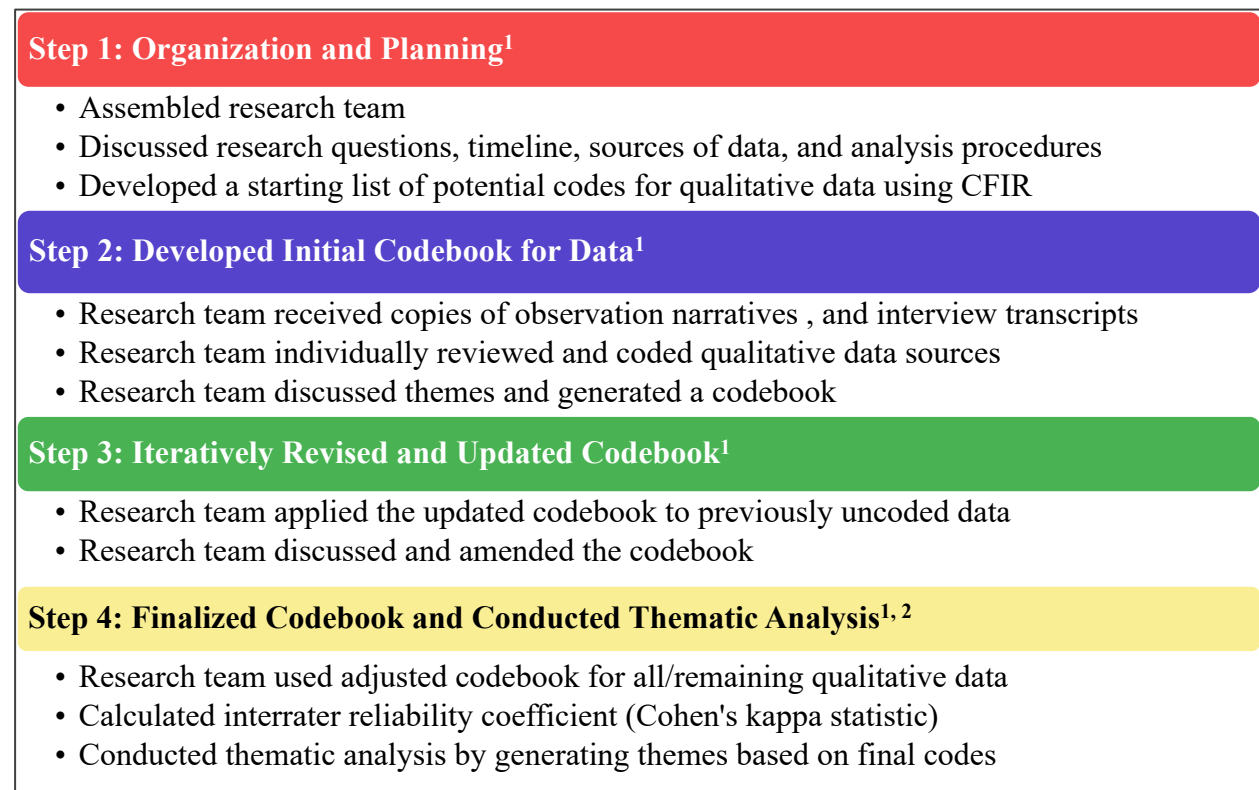 Step 1: Organization and Planning¹
• Assembled research team
• Discussed research questions, timeline, sources of data, and analysis procedures
• Developed a starting list of potential codes for qualitative data using CFIR
Step 2: Developed Initial Codebook for Data¹
• Research team received copies of observation narratives , and interview transcripts
• Research team individually reviewed and coded qualitative data sources
• Research team discussed themes and generated a codebook
Step 3: Iteratively Revised and Updated Codebook¹
• Research team applied the updated codebook to previously uncoded data
• Research team discussed and amended the codebook
Step 4: Finalized Codebook and Conducted Thematic Analysis¹, ²
• Research team used adjusted codebook for all/remaining qualitative data
• Calculated interrater reliability coefficient (Cohen's kappa statistic)
• Conducted thematic analysis by generating themes based on final codes